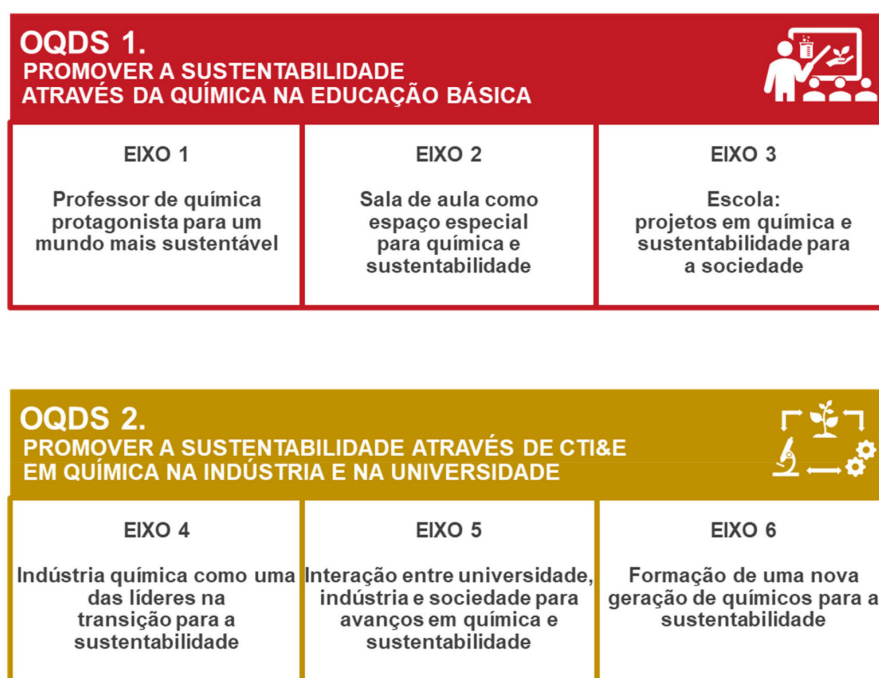 OQDS 1.
PROMOVER A SUSTENTABILIDADE
ATRAVÉS DA QUÍMICA NA EDUCAÇÃO BÁSICA
EIXO 1
Professor de química
protagonista para um
mundo mais sustentável
EIXO 2
Sala de aula como
espaço especial
para química e
sustentabilidade
EIXO 3
Escola:
projetos em química e
sustentabilidade para
a sociedade
OQDS 2.
PROMOVER A SUSTENTABILIDADE ATRAVÉS DE CTI&E
EM QUÍMICA NA INDÚSTRIA E NA UNIVERSIDADE
EIXO 4
Indústria química como uma
das líderes na
transição para a
sustentabilidade
EIXO 5
Interação entre universidade,
indústria e sociedade para
avanços em química e
sustentabilidade
EIXO 6
Formação de uma nova
geração de químicos para a
sustentabilidade